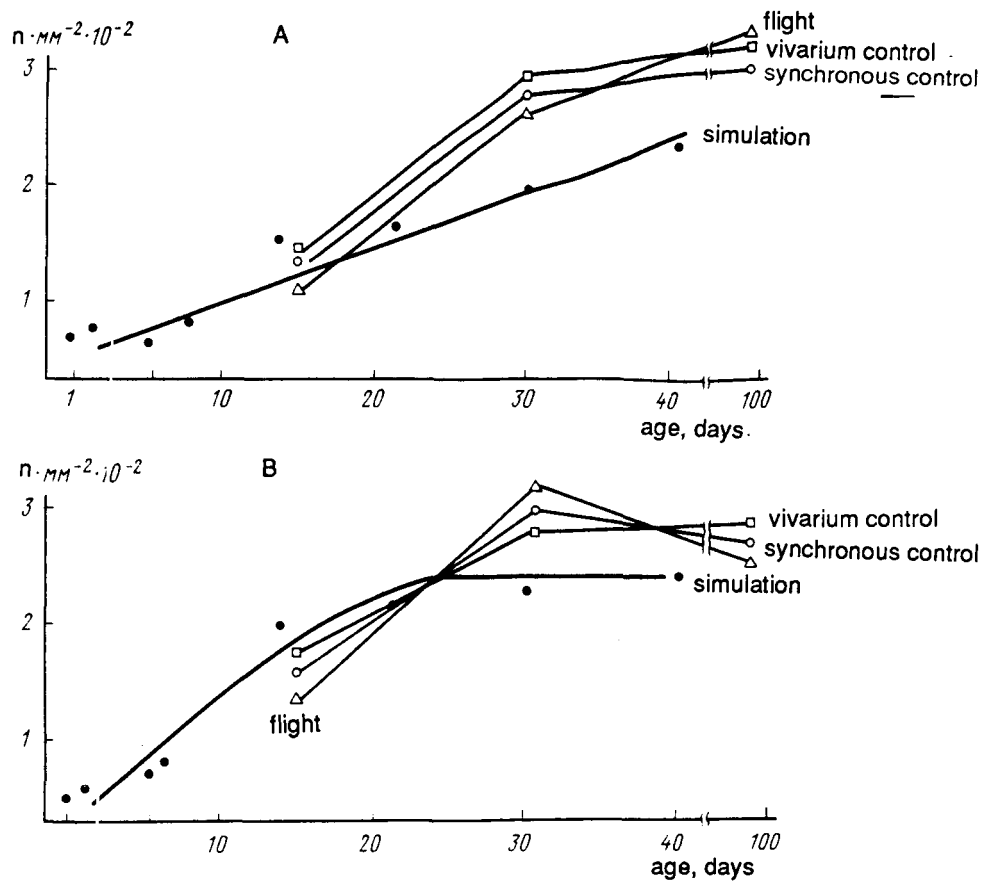 n·мм⁻²·10⁻²
A
flight
vivarium control
synchronous control
simulation
3
2
1
1 10 20 30 40 100
age, days.
n·мм⁻²·10⁻²
B
3
2
1
vivarium control
synchronous control
simulation
flight
10 20 30 40 100
age, days